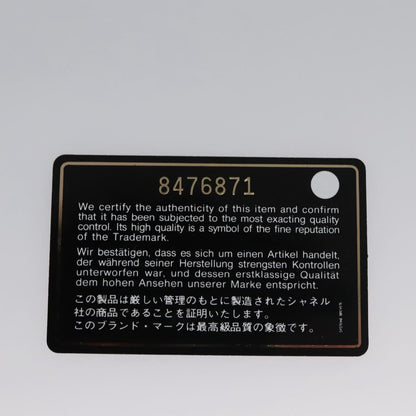 8476871
We certify the authenticity of this item and confirm
that it has been subjected to the most exacting quality
control. Its high quality is a symbol of the fine reputation
of the Trademark.
Wir bestätigen, dass es sich um einen Artikel handelt,
der während seiner Herstellung strengsten Kontrollen
unterworfen war, und dessen erstklassige Qualität
dem hohen Ansehen unserer Marke entspricht.
この製品は厳しい管理のもとに製造されたシャネル
社の商品であることを証明いたします。
このブランド・マークは最高級品質の象徴です。